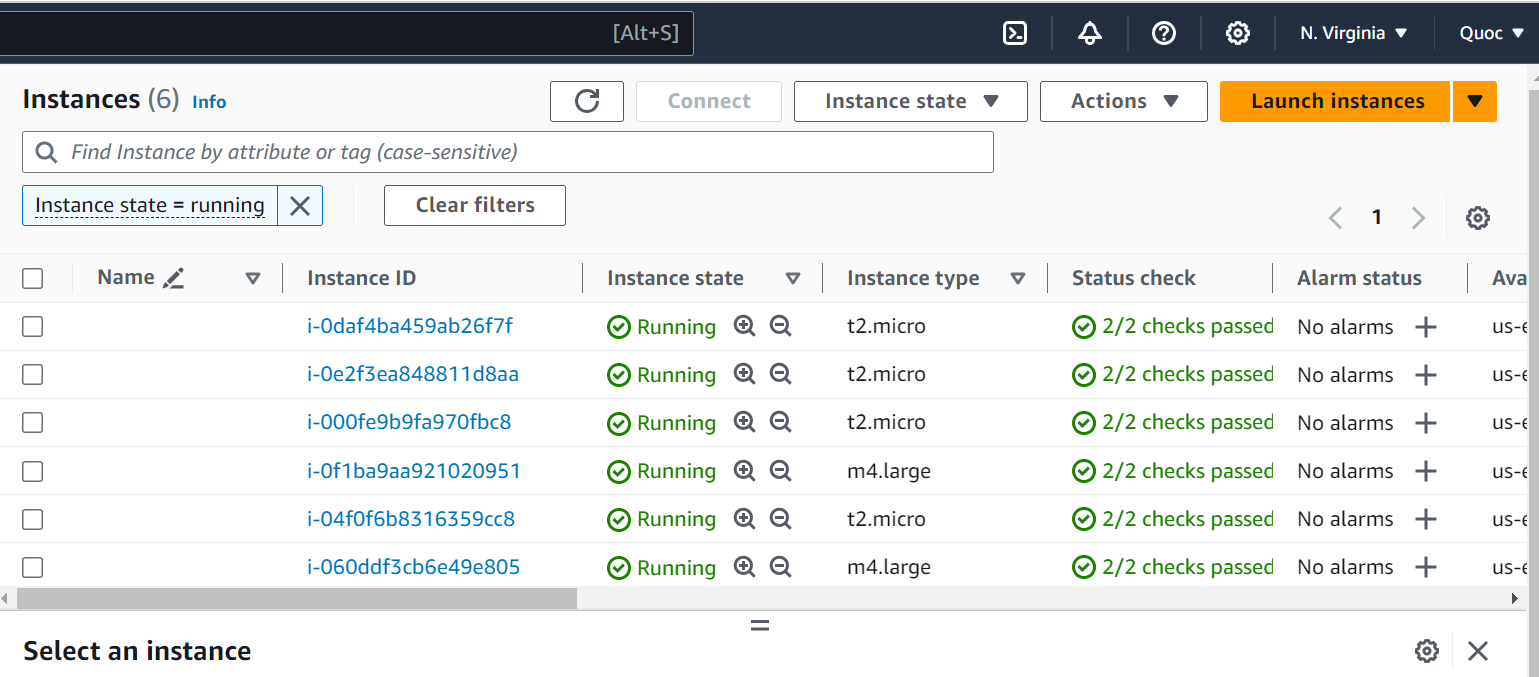 [Alt+S] N. Virginia Quoc
Instances (6) Info Connect Instance state Actions Launch instances
Find Instance by attribute or tag (case-sensitive)
Instance state = running Clear filters
1
Name Instance ID Instance state Instance type Status check Alarm status Ava
i-0daf4ba459ab26f7f Running t2.micro 2/2 checks passed No alarms us-e
i-0e2f3ea848811d8aa Running t2.micro 2/2 checks passed No alarms us-e
i-000fe9b9fa970fbc8 Running t2.micro 2/2 checks passed No alarms us-e
i-0f1ba9aa921020951 Running m4.large 2/2 checks passed No alarms us-e
i-04f0f6b8316359cc8 Running t2.micro 2/2 checks passed No alarms us-e
i-060ddf3cb6e49e805 Running m4.large 2/2 checks passed No alarms us-e
Select an instance